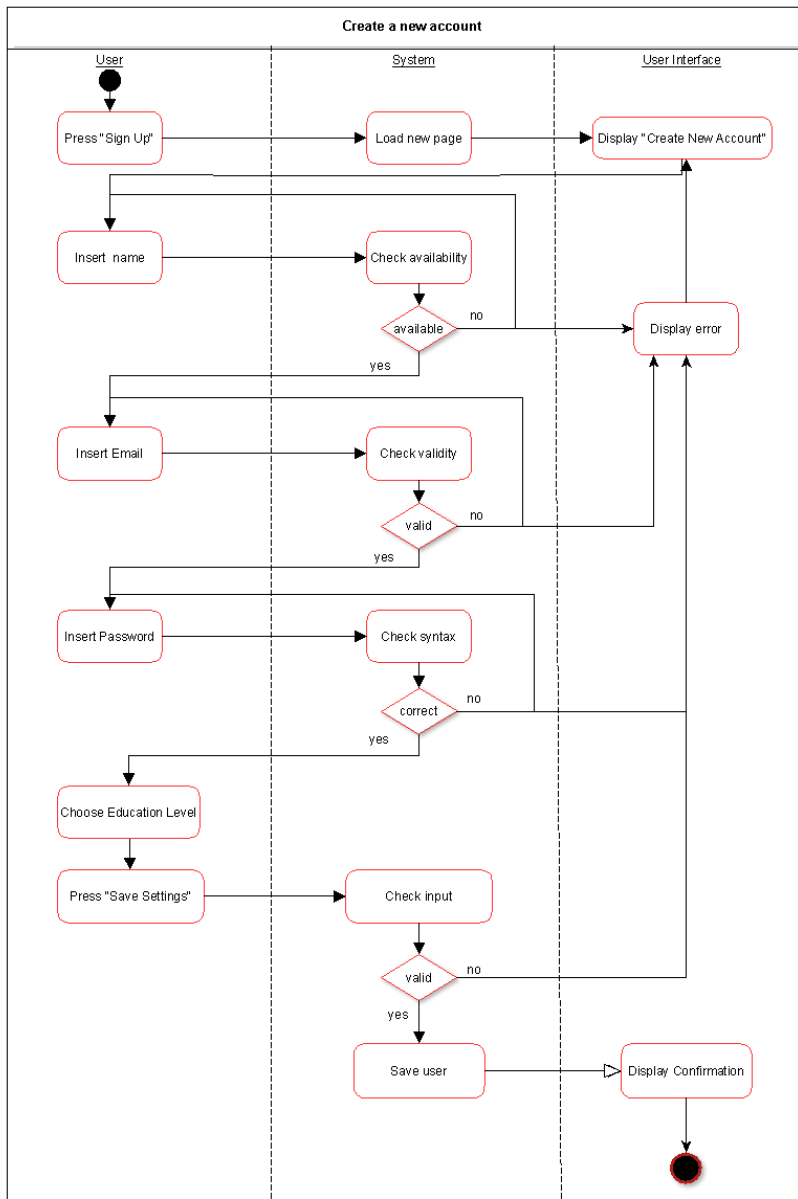 Create a new account
User
System
User Interface
Press "Sign Up"
Load new page
Display "Create New Account"
Insert name
Check availability
available
no
Display error
yes
Insert Email
Check validity
valid
no
yes
Insert Password
Check syntax
correct
no
yes
Choose Education Level
Press "Save Settings"
Check input
valid
no
yes
Save user
Display Confirmation